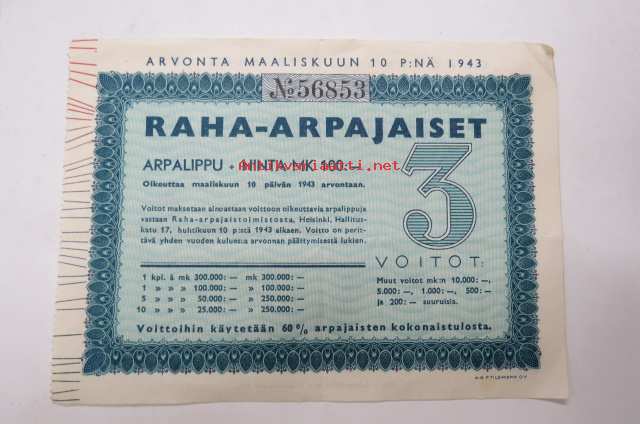 ARVONTA MAALISKUUN 10 P:NÄ 1943
No 56853
RAHA-ARPAJAISET
ARPALIPPU • HINTA MK 100:—
Oikeuttaa maaliskuun 10 päivän 1943 arvontaan.
3
Voitot maksetaan ainoastaan voittoon oikeuttavia arpalippuja
vastaan Raha-arpajaistoimistosta, Helsinki, Hallitus-
katu 17, huhtikuun 10 p:stä 1943 alkaen. Voitto on perit-
tävä yhden vuoden kuluessa arvonnan päättymisestä lukien.
VOITOT:
1 kpl. á mk 300.000: — mk 300.000: —
1 » » » 100.000: — » 100.000: —
5 » » » 50.000: — » 250.000: —
10 » » » 25.000: — » 250.000: —
Muut voitot mk:n 10,000: —,
5.000: —, 1.000: —, 500: —
ja 200: — suuruisia.
Voittoihin käytetään 60 % arpajaisten kokonaistulosta.